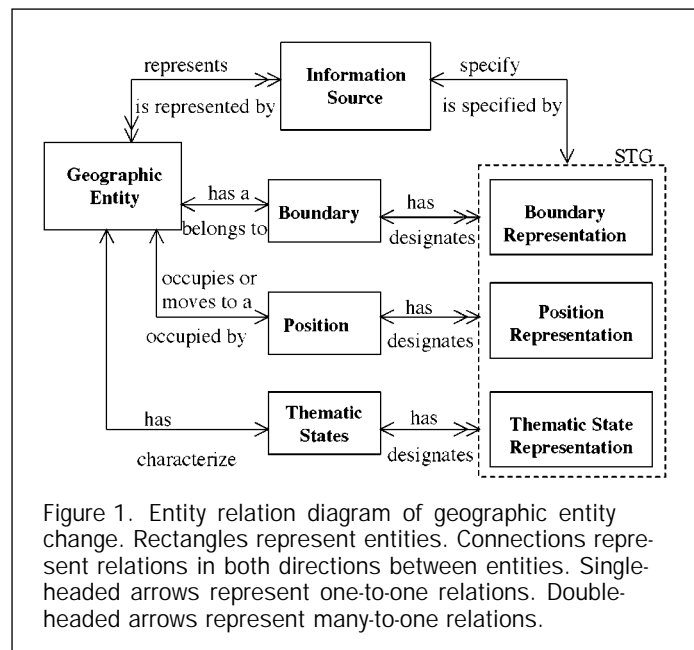 represents
Information
Source
specify
is represented by
is specified by
STG
Geographic
Entity
has a
belongs to
Boundary
has
designates
Boundary
Representation
occupies or
moves to a
occupied by
Position
has
designates
Position
Representation
has
characterize
Thematic
States
has
designates
Thematic State
Representation
Figure 1. Entity relation diagram of geographic entity
change. Rectangles represent entities. Connections repre-
sent relations in both directions between entities. Single-
headed arrows represent one-to-one relations. Double-
headed arrows represent many-to-one relations.